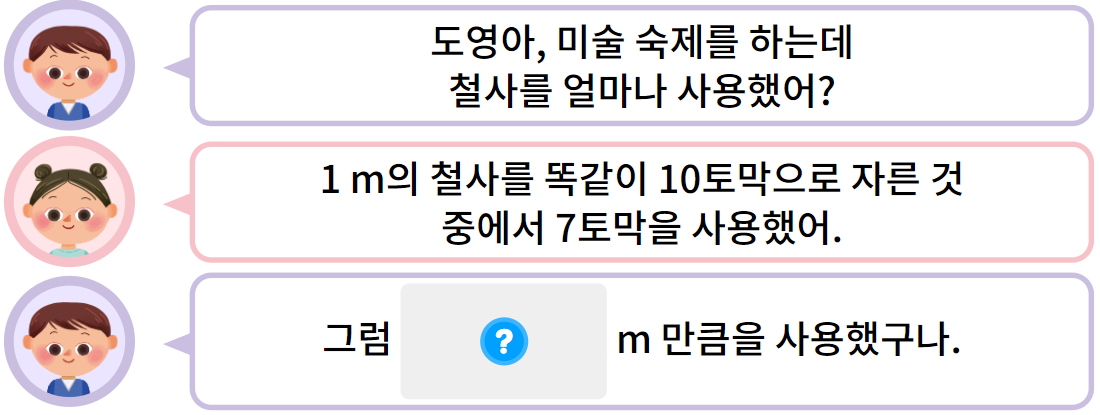 도영아, 미술 숙제를 하는데
철사를 얼마나 사용했어?
1 m의 철사를 똑같이 10토막으로 자른 것
중에서 7토막을 사용했어.
그럼 ? m 만큼을 사용했구나.